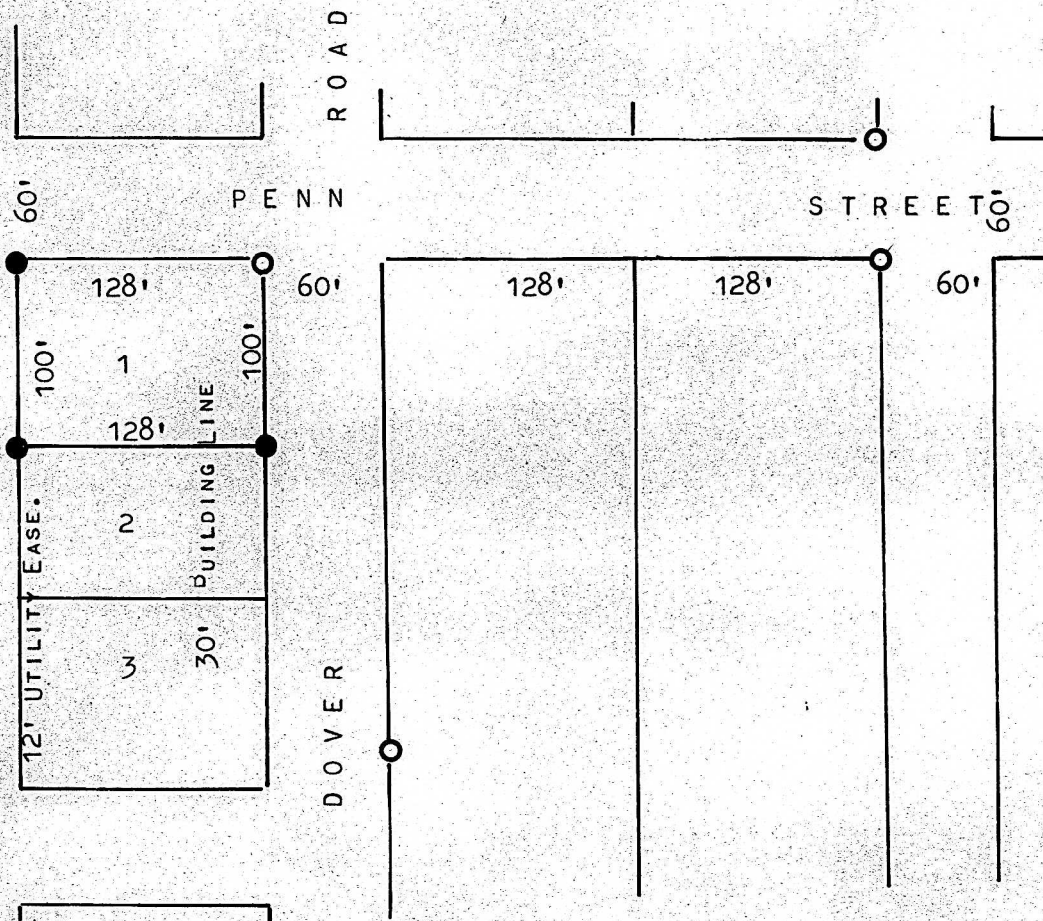 ROAD
60'
PENN
STREET
60'
128'
60'
128'
128'
60'
100'
1
100'
128'
12' UTILITY EASE.
2
30' BUILDING LINE
3
DOVER